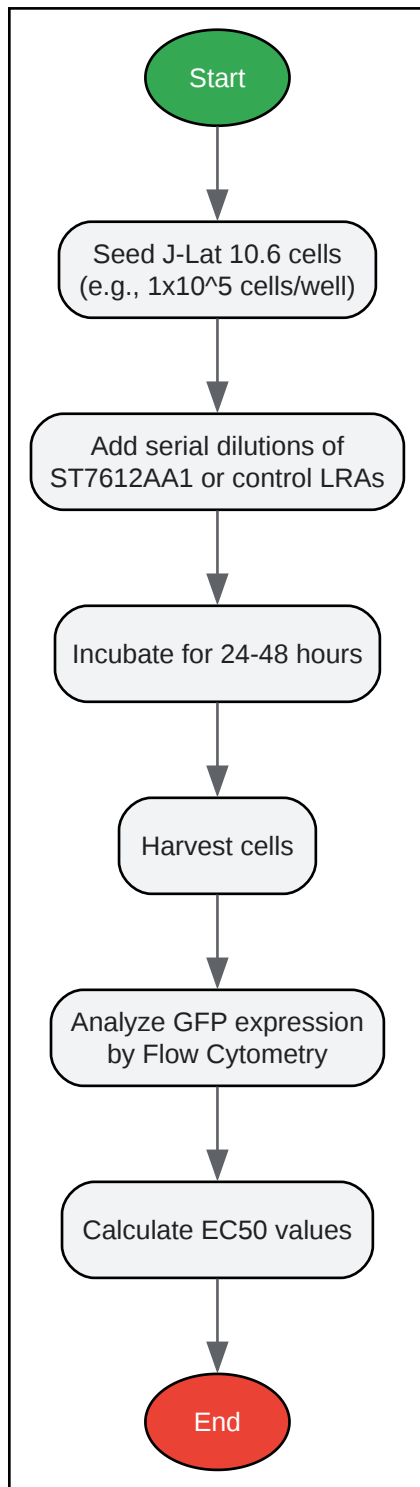 Start
Seed J-Lat 10.6 cells
(e.g., 1x10^5 cells/well)
Add serial dilutions of
ST7612AA1 or control LRAs
Incubate for 24-48 hours
Harvest cells
Analyze GFP expression
by Flow Cytometry
Calculate EC50 values
End